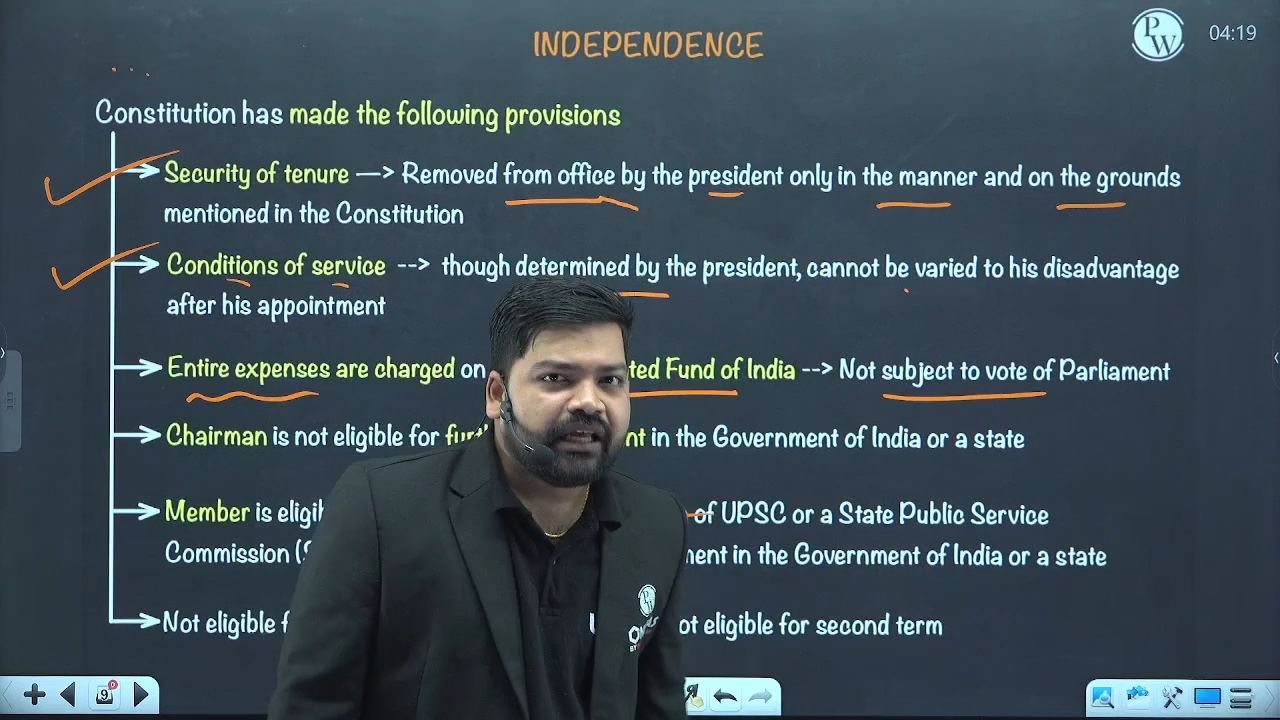 INDEPENDENCE
PW
04:19
Constitution has made the following provisions
Security of tenure —> Removed from office by the president only in the manner and on the grounds
mentioned in the Constitution
Conditions of service --> though determined by the president, cannot be varied to his disadvantage
after his appointment
Entire expenses are charged on ted Fund of India --> Not subject to vote of Parliament
Chairman is not eligible for nt in the Government of India or a state
Member is of UPSC or a State Public Service
Commission ment in the Government of India or a state
Not eligible ot eligible for second term
PW
9